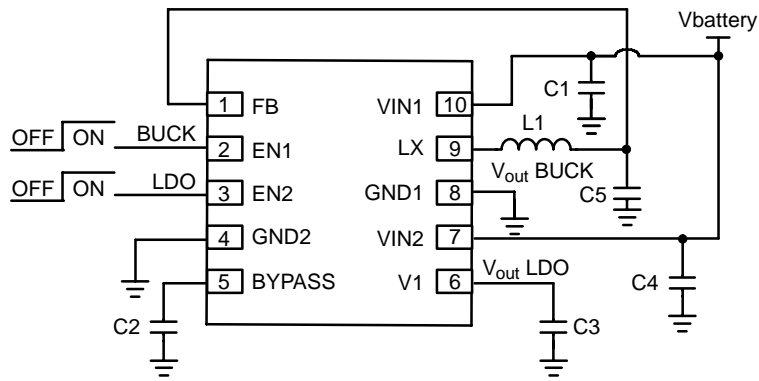 Vbattery
1 FB VIN1 10 C1
OFF ON BUCK 2 EN1 LX 9 L1
Vout BUCK
OFF ON LDO 3 EN2 GND1 8 C5
4 GND2 VIN2 7
5 BYPASS V1 6 Vout LDO C4
C2 C3